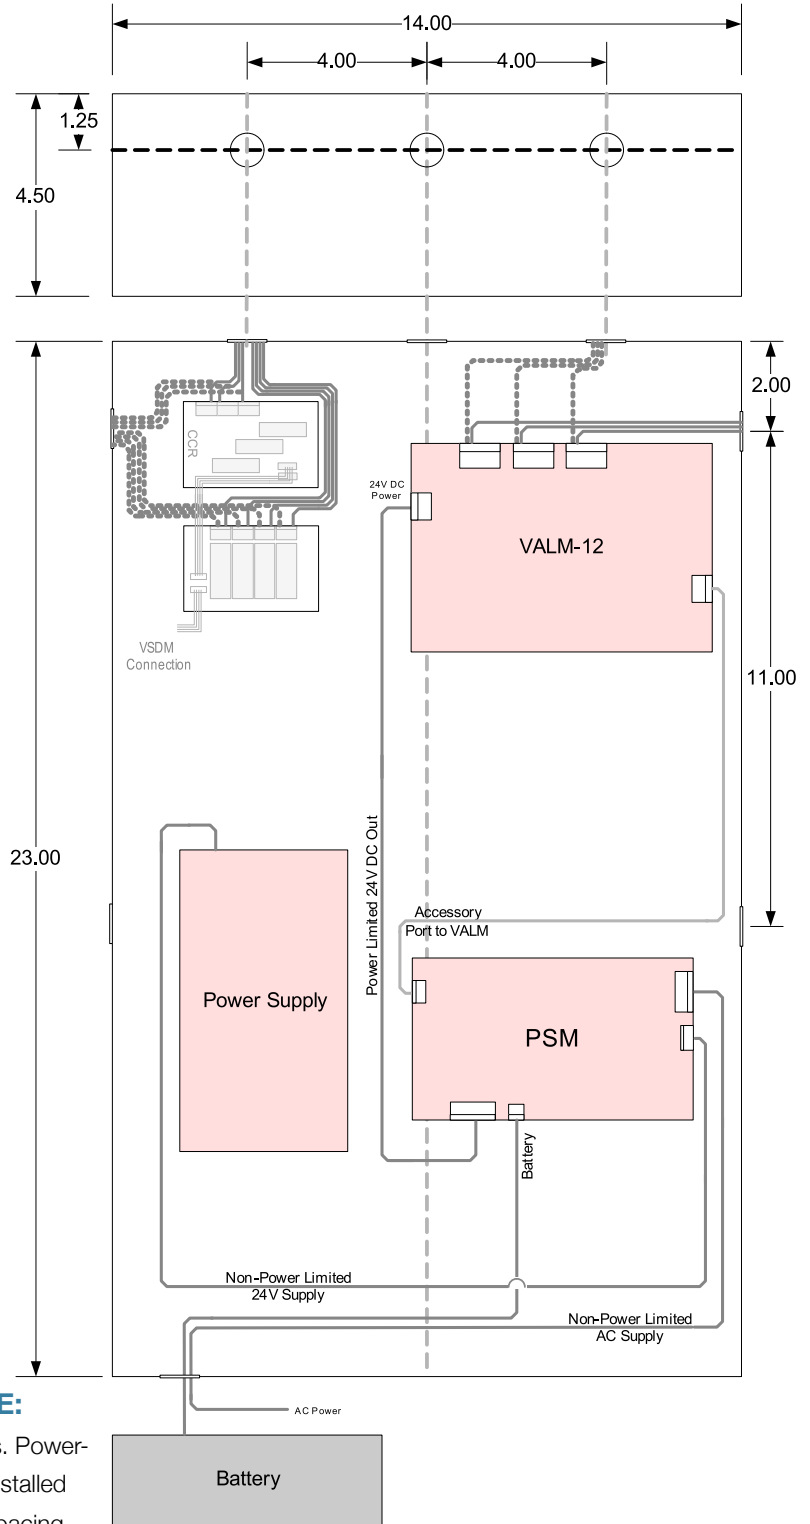 14.00
4.00
4.00
1.25
4.50
2.00
CCR
24V DC
Power
VALM-12
VSDM
Connection
11.00
23.00
Power Limited 24V DC Out
Accessory
Port to VALM
Power Supply
PSM
Battery
Non-Power Limited
24V Supply
Non-Power Limited
AC Supply
E:
AC Power
s. Power-
stalled
Battery
pacing